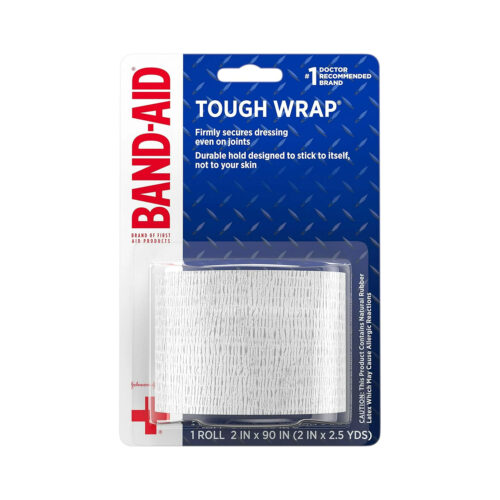 BAND-AID®
BRAND OF FIRST
AID PRODUCTS
#1 DOCTOR
RECOMMENDED
BRAND
TOUGH WRAP®
Firmly secures dressing
even on joints
Durable hold designed to stick to itself,
not to your skin
CAUTION: This Product Contains Natural Rubber
Latex Which May Cause Allergic Reactions
Johnson
1 ROLL 2 IN x 90 IN (2 IN x 2.5 YDS)